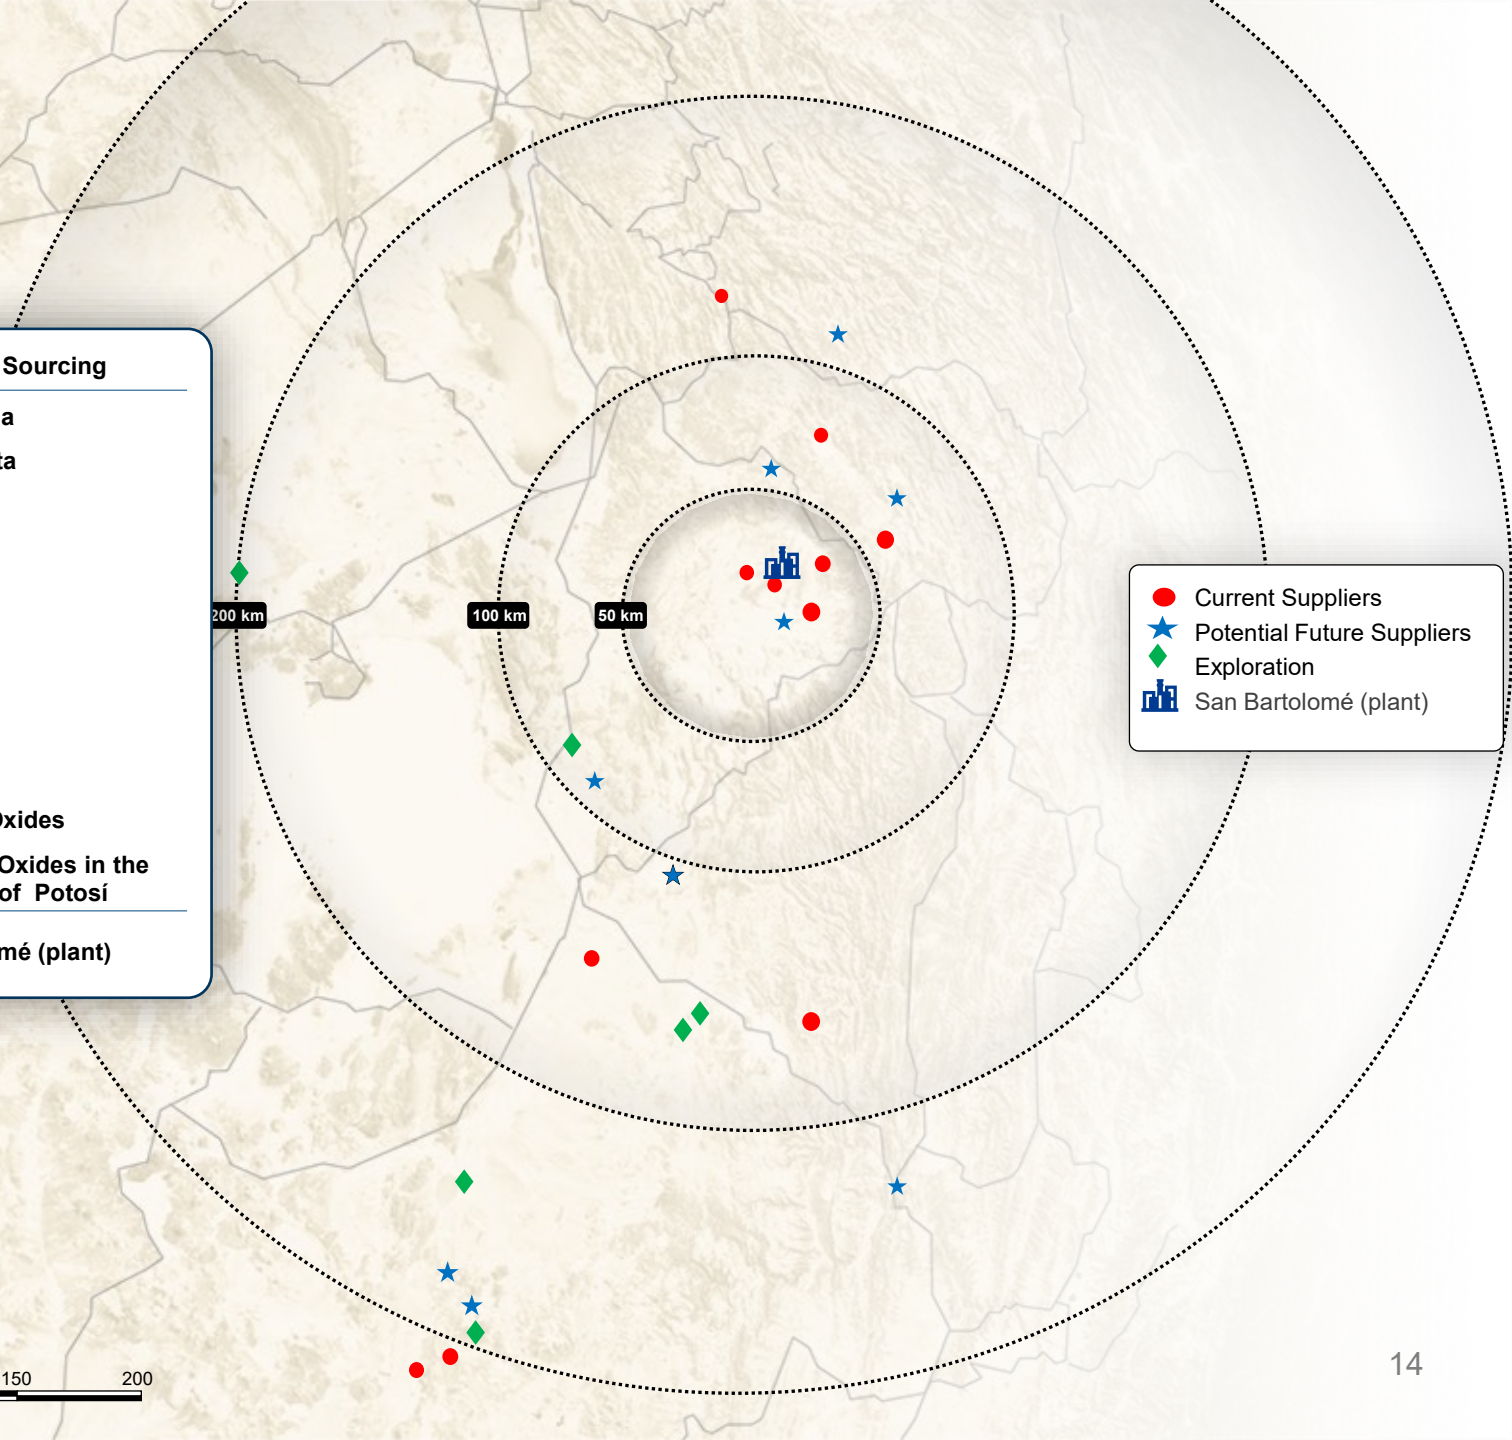 Sourcing
a
ta
Oxides
Oxides in the
of Potosí
mé (plant)
200 km
100 km
50 km
Current Suppliers
Potential Future Suppliers
Exploration
San Bartolomé (plant)
150 200
14